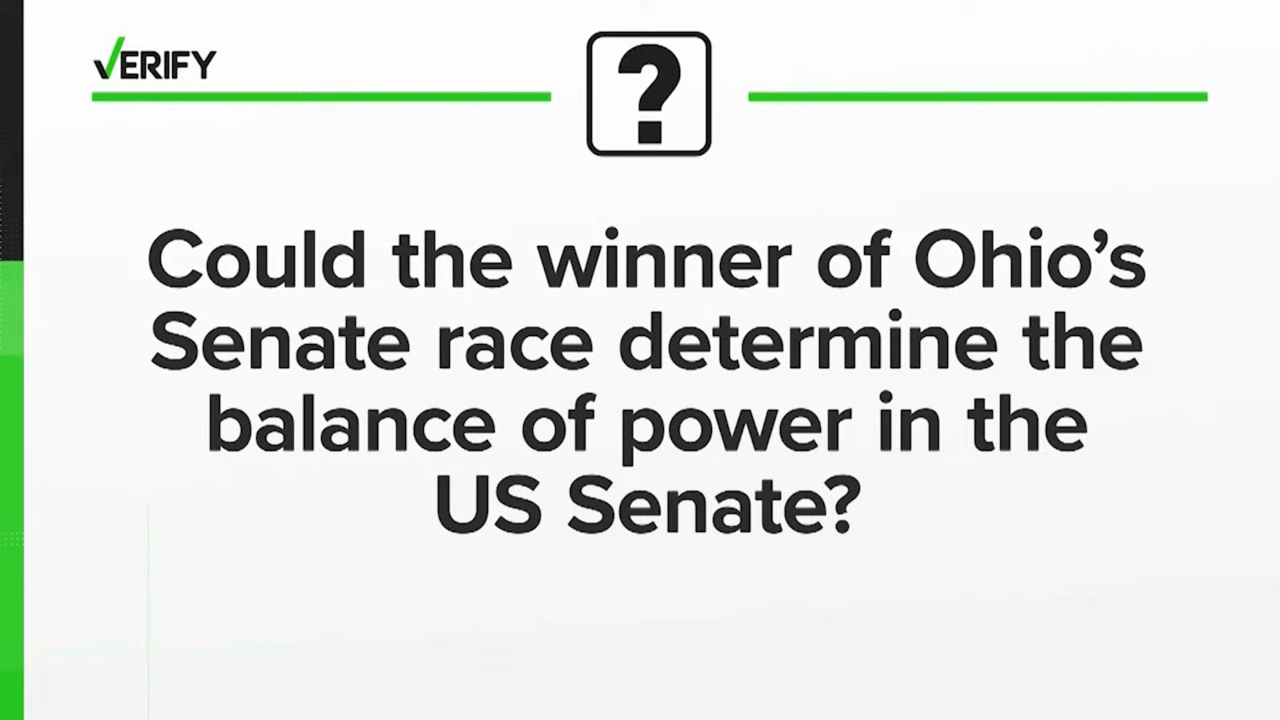 VERIFY
?
Could the winner of Ohio’s
Senate race determine the
balance of power in the
US Senate?